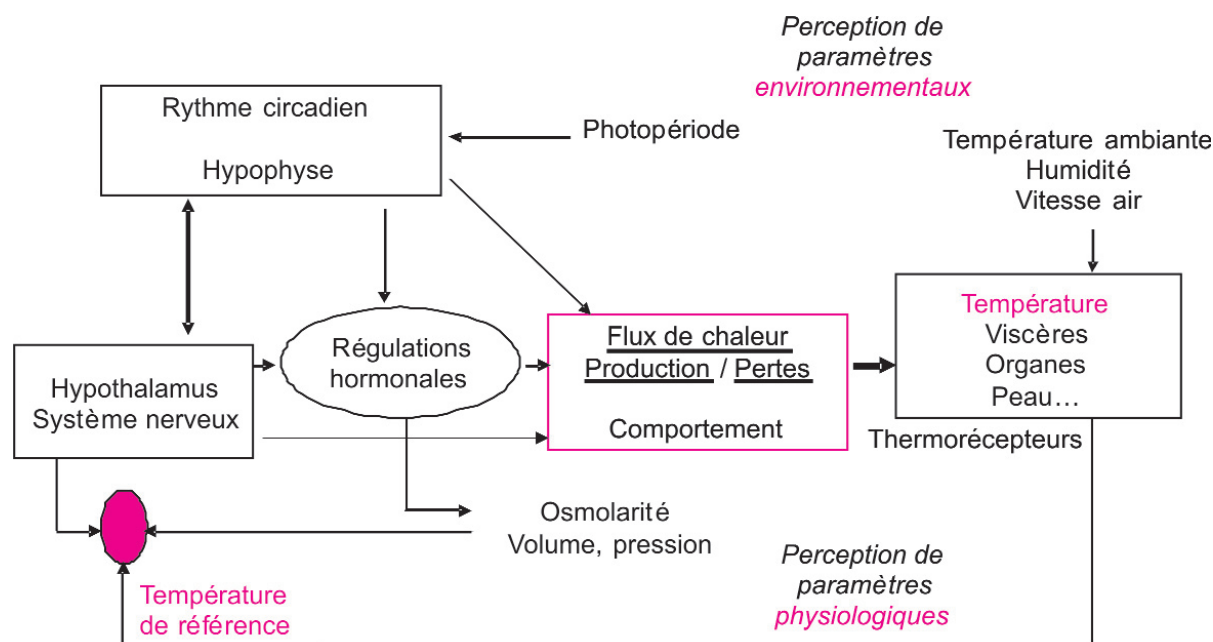 Perception de
paramètres
environnementaux
Rythme circadien
Hypophyse
Photopériode
Température ambiante
Humidité
Vitesse air
Température
Viscères
Organes
Peau…
Thermorécepteurs
Flux de chaleur
Production / Pertes
Comportement
Régulations
hormonales
Hypothalamus
Système nerveux
Osmolarité
Volume, pression
Perception de
paramètres
physiologiques
Température
de référence